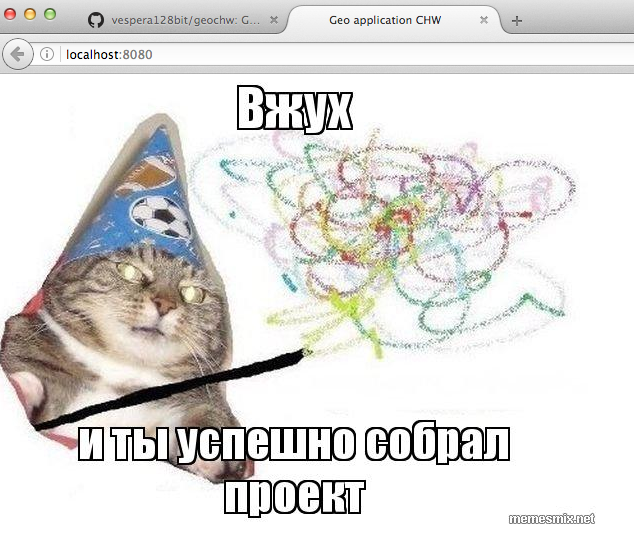 vespera128bit/geochw: G...
Geo application CHW
localhost:8080
Вжух
и ты успешно собрал
проект
memesmix.net